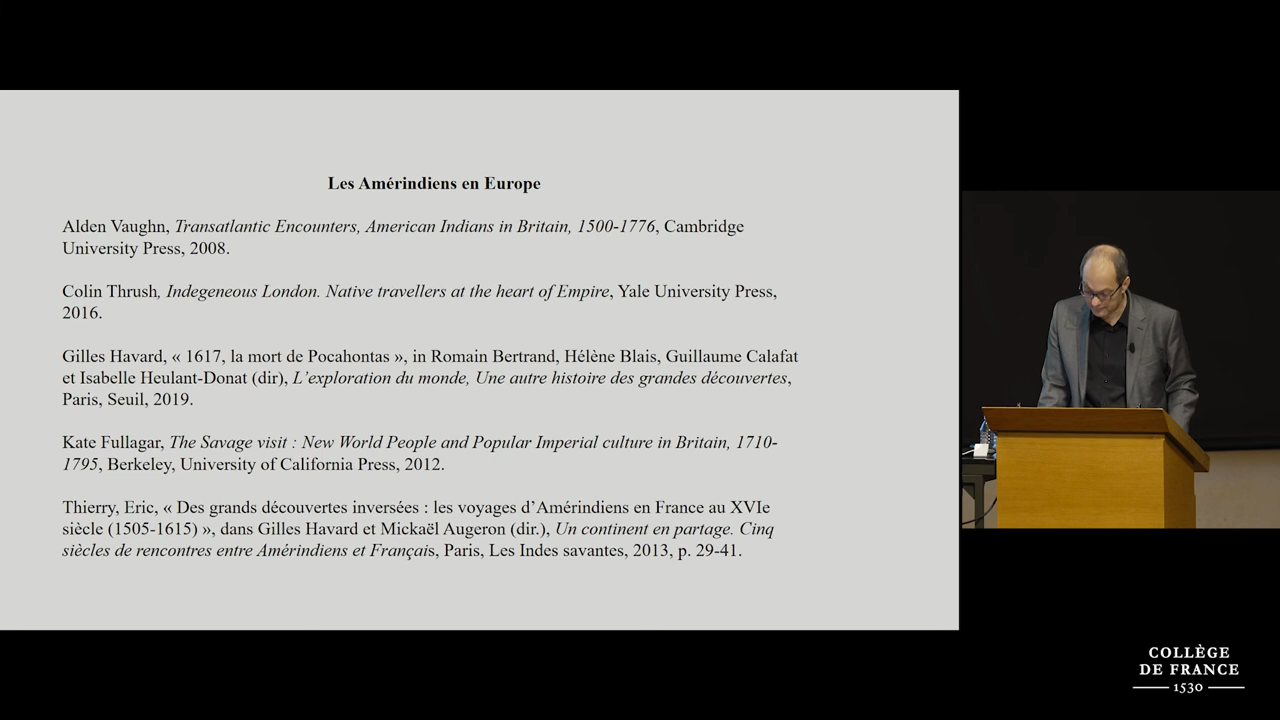 Les Amérindiens en Europe
Alden Vaughn, Transatlantic Encounters, American Indians in Britain, 1500-1776, Cambridge
University Press, 2008.
Colin Thrush, Indegeneous London. Native travellers at the heart of Empire, Yale University Press,
2016.
Gilles Havard, « 1617, la mort de Pocahontas », in Romain Bertrand, Hélène Blais, Guillaume Calafat
et Isabelle Heulant-Donat (dir), L’exploration du monde, Une autre histoire des grandes découvertes,
Paris, Seuil, 2019.
Kate Fullagar, The Savage visit : New World People and Popular Imperial culture in Britain, 1710-
1795, Berkeley, University of California Press, 2012.
Thierry, Eric, « Des grands découvertes inversées : les voyages d’Amérindiens en France au XVIe
siècle (1505-1615) », dans Gilles Havard et Mickaël Augeron (dir.), Un continent en partage. Cinq
siècles de rencontres entre Amérindiens et Français, Paris, Les Indes savantes, 2013, p. 29-41.
COLLÈGE
DE FRANCE
1530